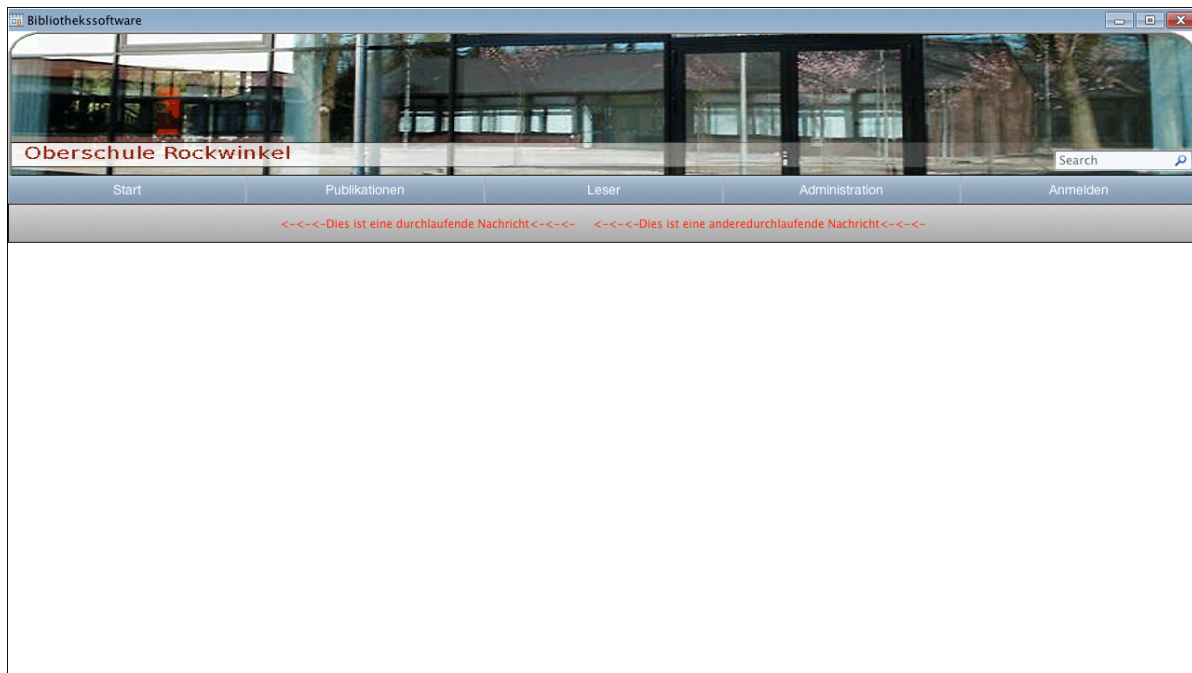 Bibliothekssoftware
Oberschule Rockwinkel
Search
Start Publikationen Leser Administration Anmelden
<-<-<-Dies ist eine durchlaufende Nachricht<-<-<- <-<-<-Dies ist eine anderedurchlaufende Nachricht<-<-<-